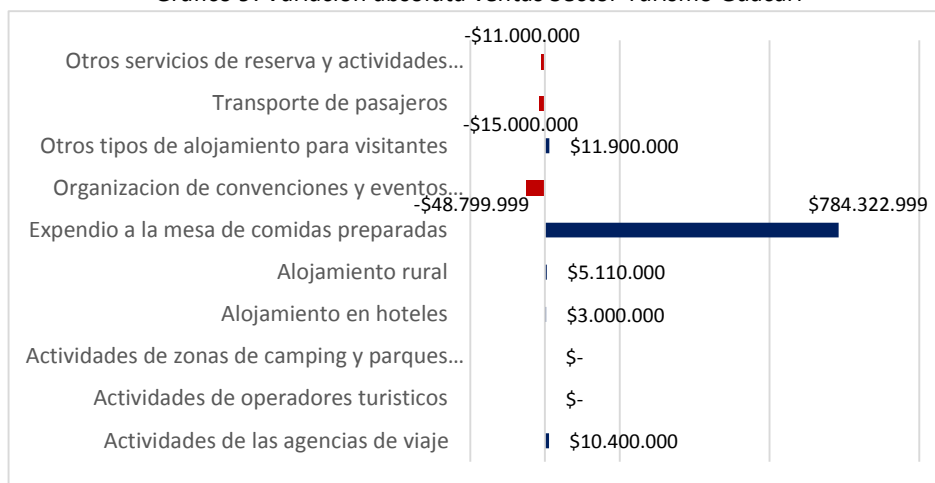 -$11.000.000
Otros servicios de reserva y actividades...
Transporte de pasajeros
-$15.000.000
Otros tipos de alojamiento para visitantes $11.900.000
Organizacion de convenciones y eventos...
-$48.799.999 $784.322.999
Expendio a la mesa de comidas preparadas
Alojamiento rural $5.110.000
Alojamiento en hoteles $3.000.000
Actividades de zonas de camping y parques... $-
Actividades de operadores turisticos $-
Actividades de las agencias de viaje $10.400.000